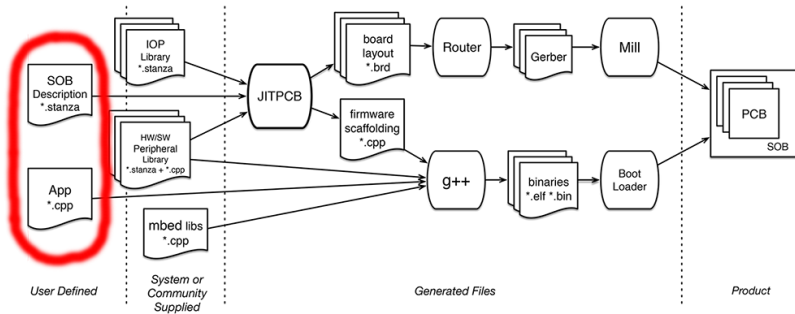 IOP
Library
*.stanza
SOB
Description
*.stanza
HW/SW
Peripheral
Library
*.stanza + *.cpp
App
*.cpp
mbed libs
*.cpp
JITPCB
board
layout
*.brd
Router
Gerber
Mill
firmware
scaffolding
*.cpp
g++
binaries
*.elf *.bin
Boot
Loader
PCB
SOB
User Defined
System or
Community
Supplied
Generated Files
Product